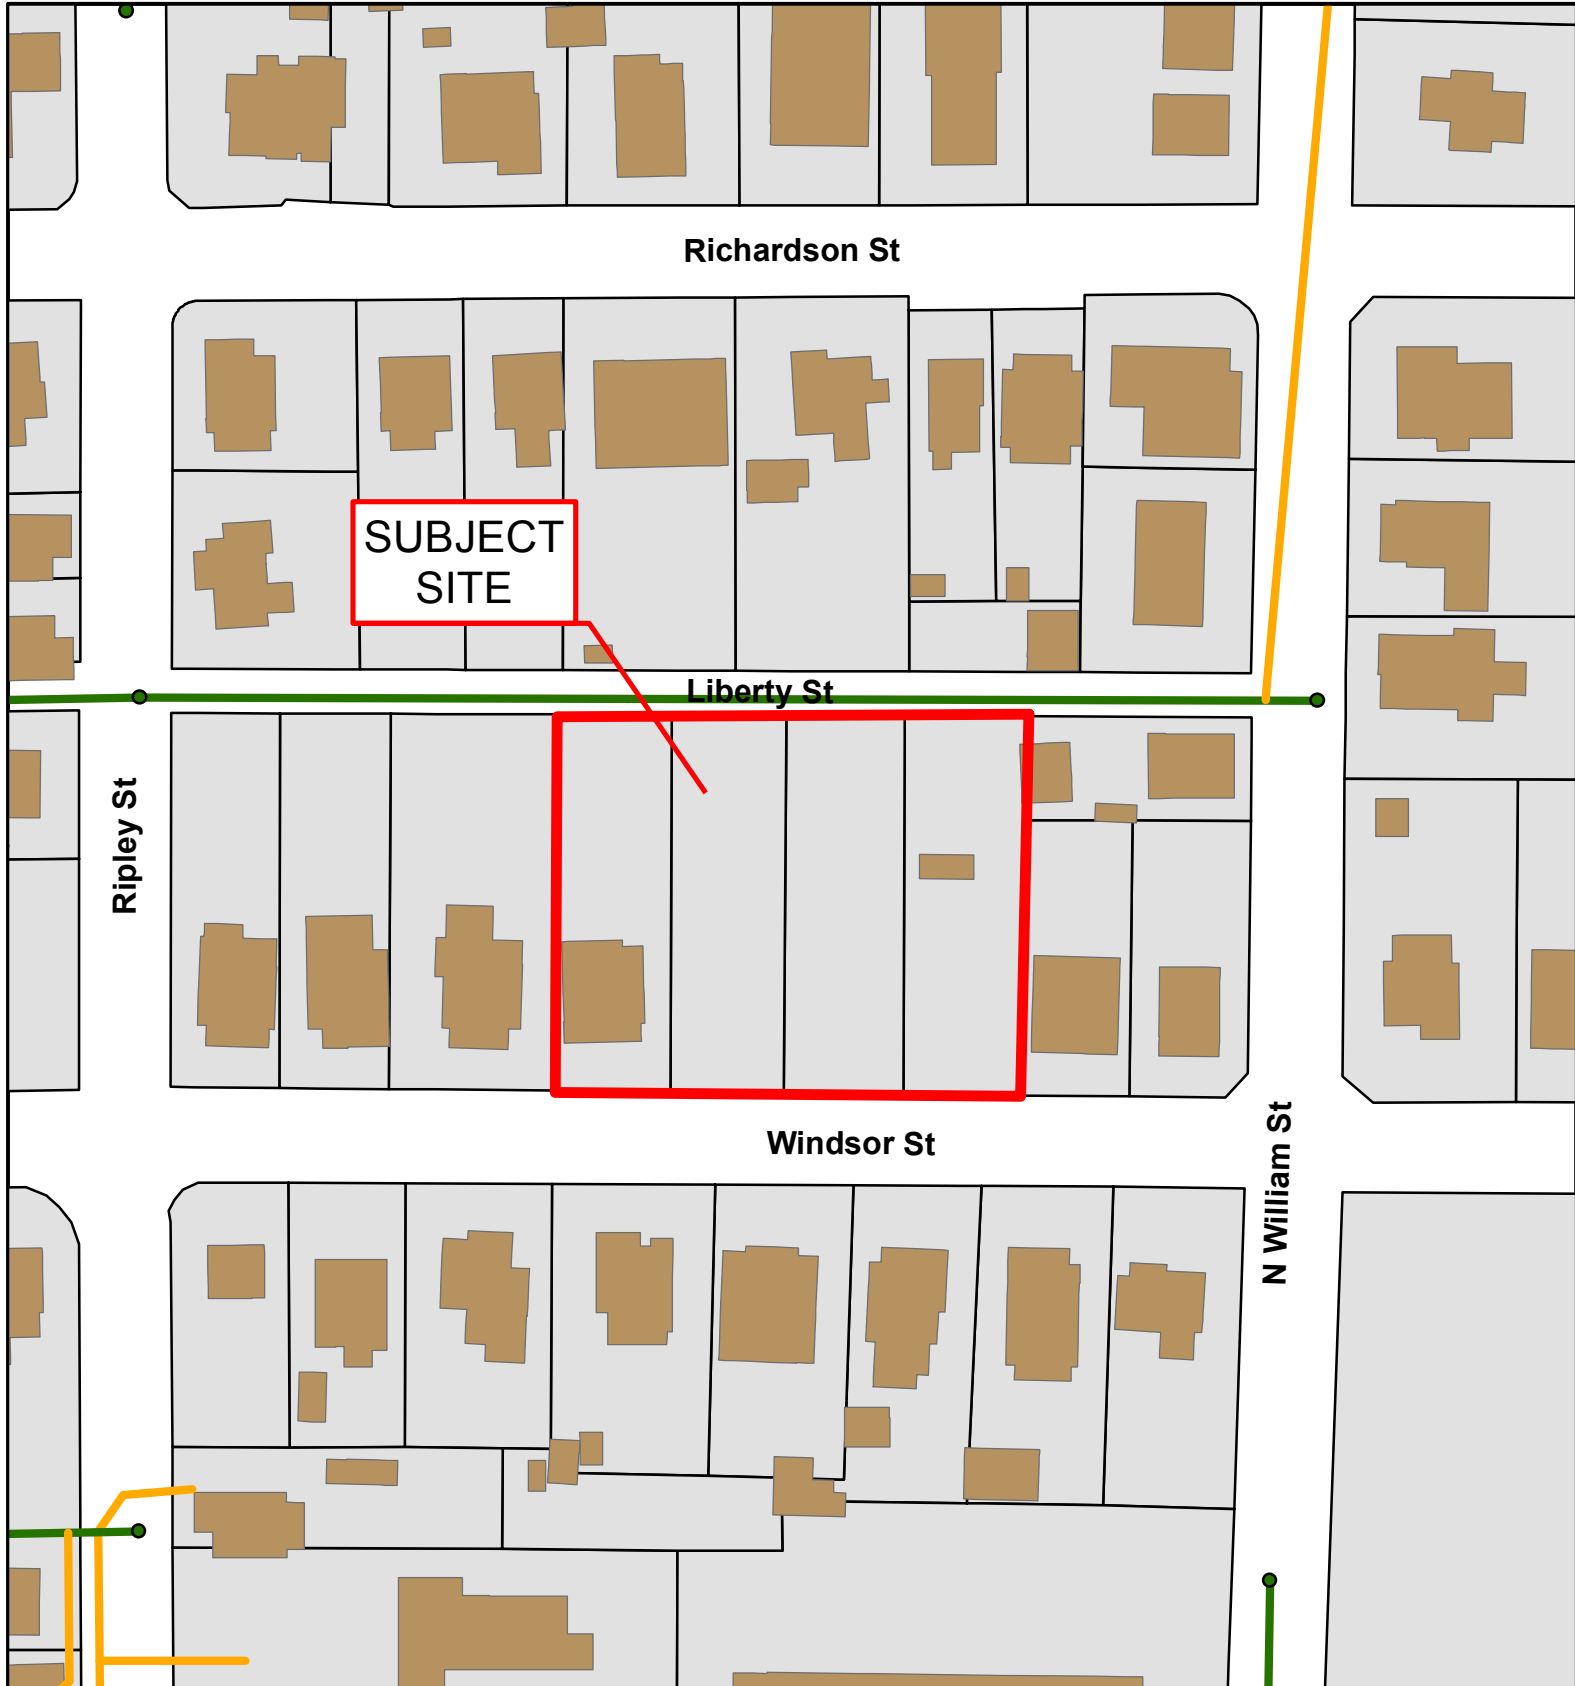 Richardson St
SUBJECT
SITE
Liberty St
Ripley St
Windsor St
N William St